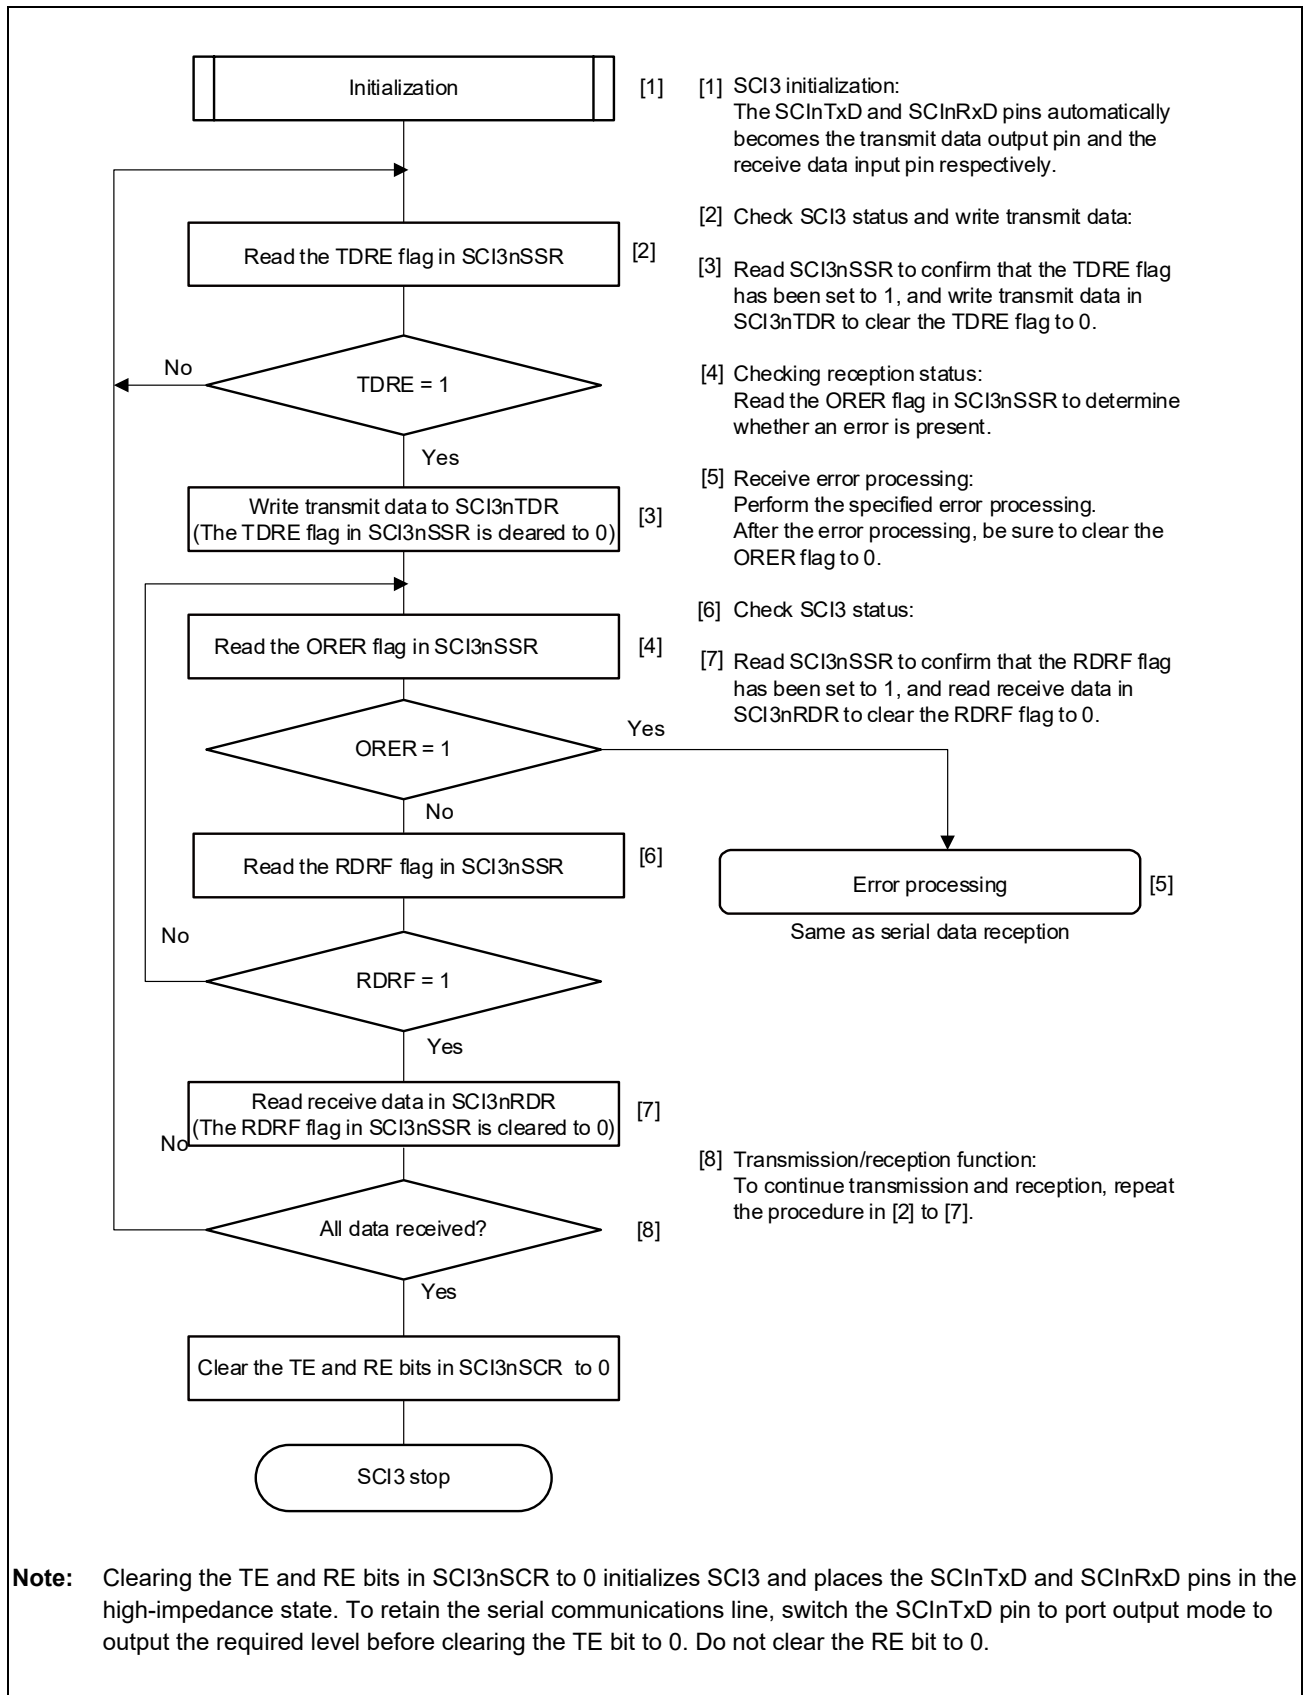 Initialization
[1]
[1] SCI3 initialization:
The SCInTxD and SCInRxD pins automatically
becomes the transmit data output pin and the
receive data input pin respectively.
[2] Check SCI3 status and write transmit data:
Read the TDRE flag in SCI3nSSR
[2]
[3] Read SCI3nSSR to confirm that the TDRE flag
has been set to 1, and write transmit data in
SCI3nTDR to clear the TDRE flag to 0.
No
TDRE = 1
[4] Checking reception status:
Read the ORER flag in SCI3nSSR to determine
whether an error is present.
Yes
[5] Receive error processing:
Perform the specified error processing.
After the error processing, be sure to clear the
ORER flag to 0.
Write transmit data to SCI3nTDR
(The TDRE flag in SCI3nSSR is cleared to 0)
[3]
[6] Check SCI3 status:
Read the ORER flag in SCI3nSSR
[4]
[7] Read SCI3nSSR to confirm that the RDRF flag
has been set to 1, and read receive data in
SCI3nRDR to clear the RDRF flag to 0.
ORER = 1
Yes
No
Read the RDRF flag in SCI3nSSR
[6]
Error processing
[5]
Same as serial data reception
No
RDRF = 1
Yes
Read receive data in SCI3nRDR
(The RDRF flag in SCI3nSSR is cleared to 0)
[7]
No
[8] Transmission/reception function:
To continue transmission and reception, repeat
the procedure in [2] to [7].
All data received?
[8]
Yes
Clear the TE and RE bits in SCI3nSCR to 0
SCI3 stop
Note: Clearing the TE and RE bits in SCI3nSCR to 0 initializes SCI3 and places the SCInTxD and SCInRxD pins in the
high-impedance state. To retain the serial communications line, switch the SCInTxD pin to port output mode to
output the required level before clearing the TE bit to 0. Do not clear the RE bit to 0.